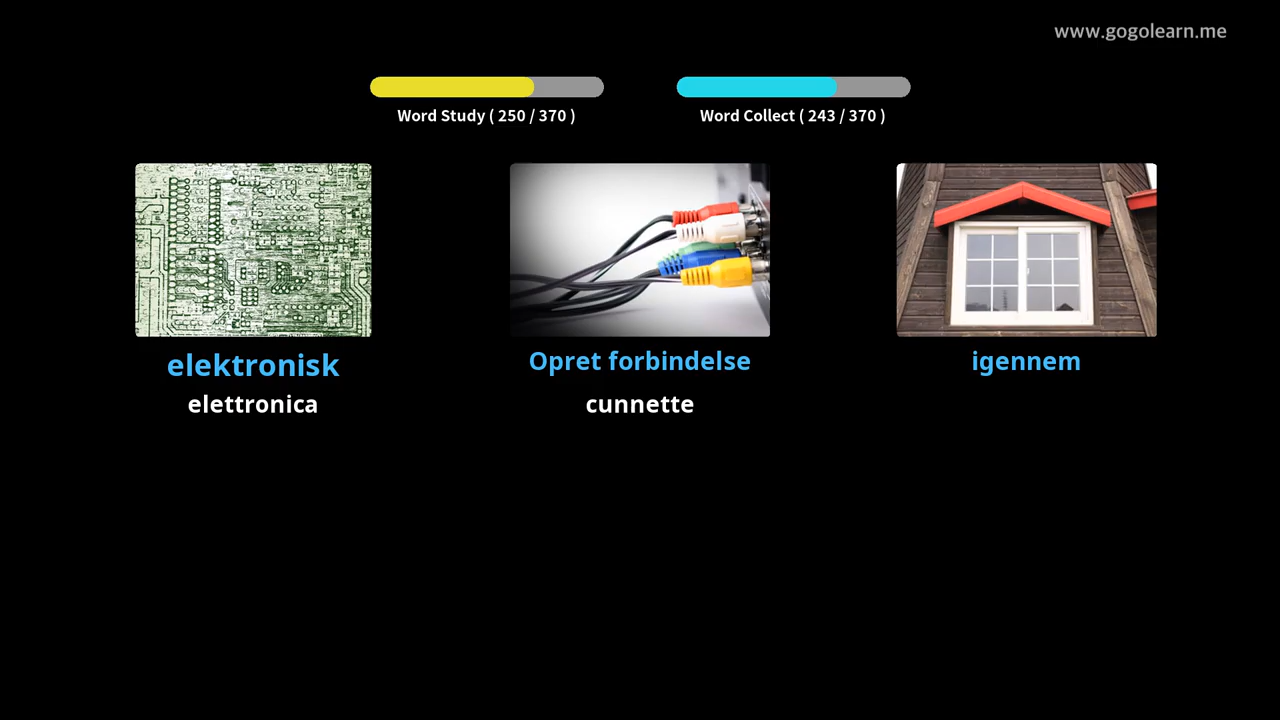 www.gogolearn.me
Word Study ( 250 / 370 )
Word Collect ( 243 / 370 )
elektronisk
Opret forbindelse
igennem
elettronica
cunnette